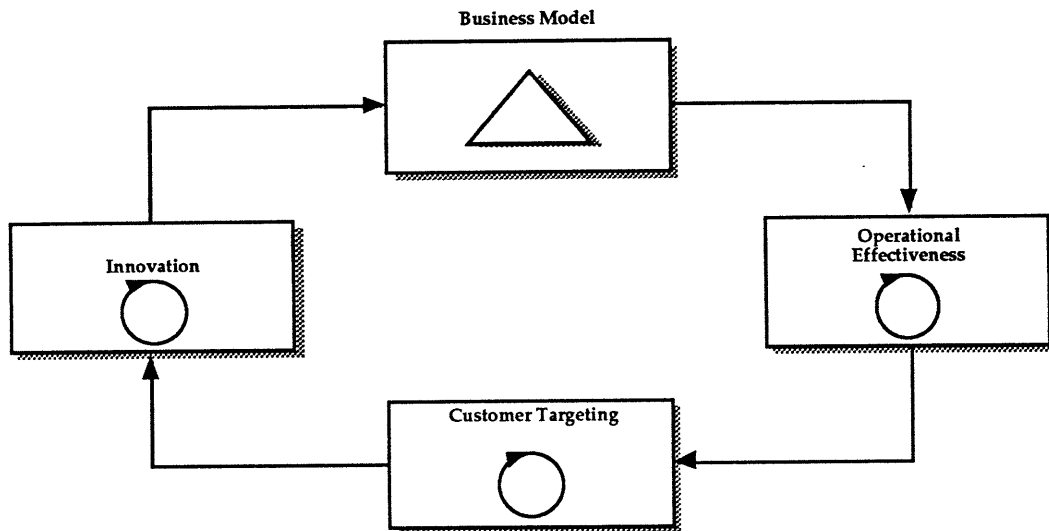 Business Model
Operational
Effectiveness
Innovation
Customer Targeting